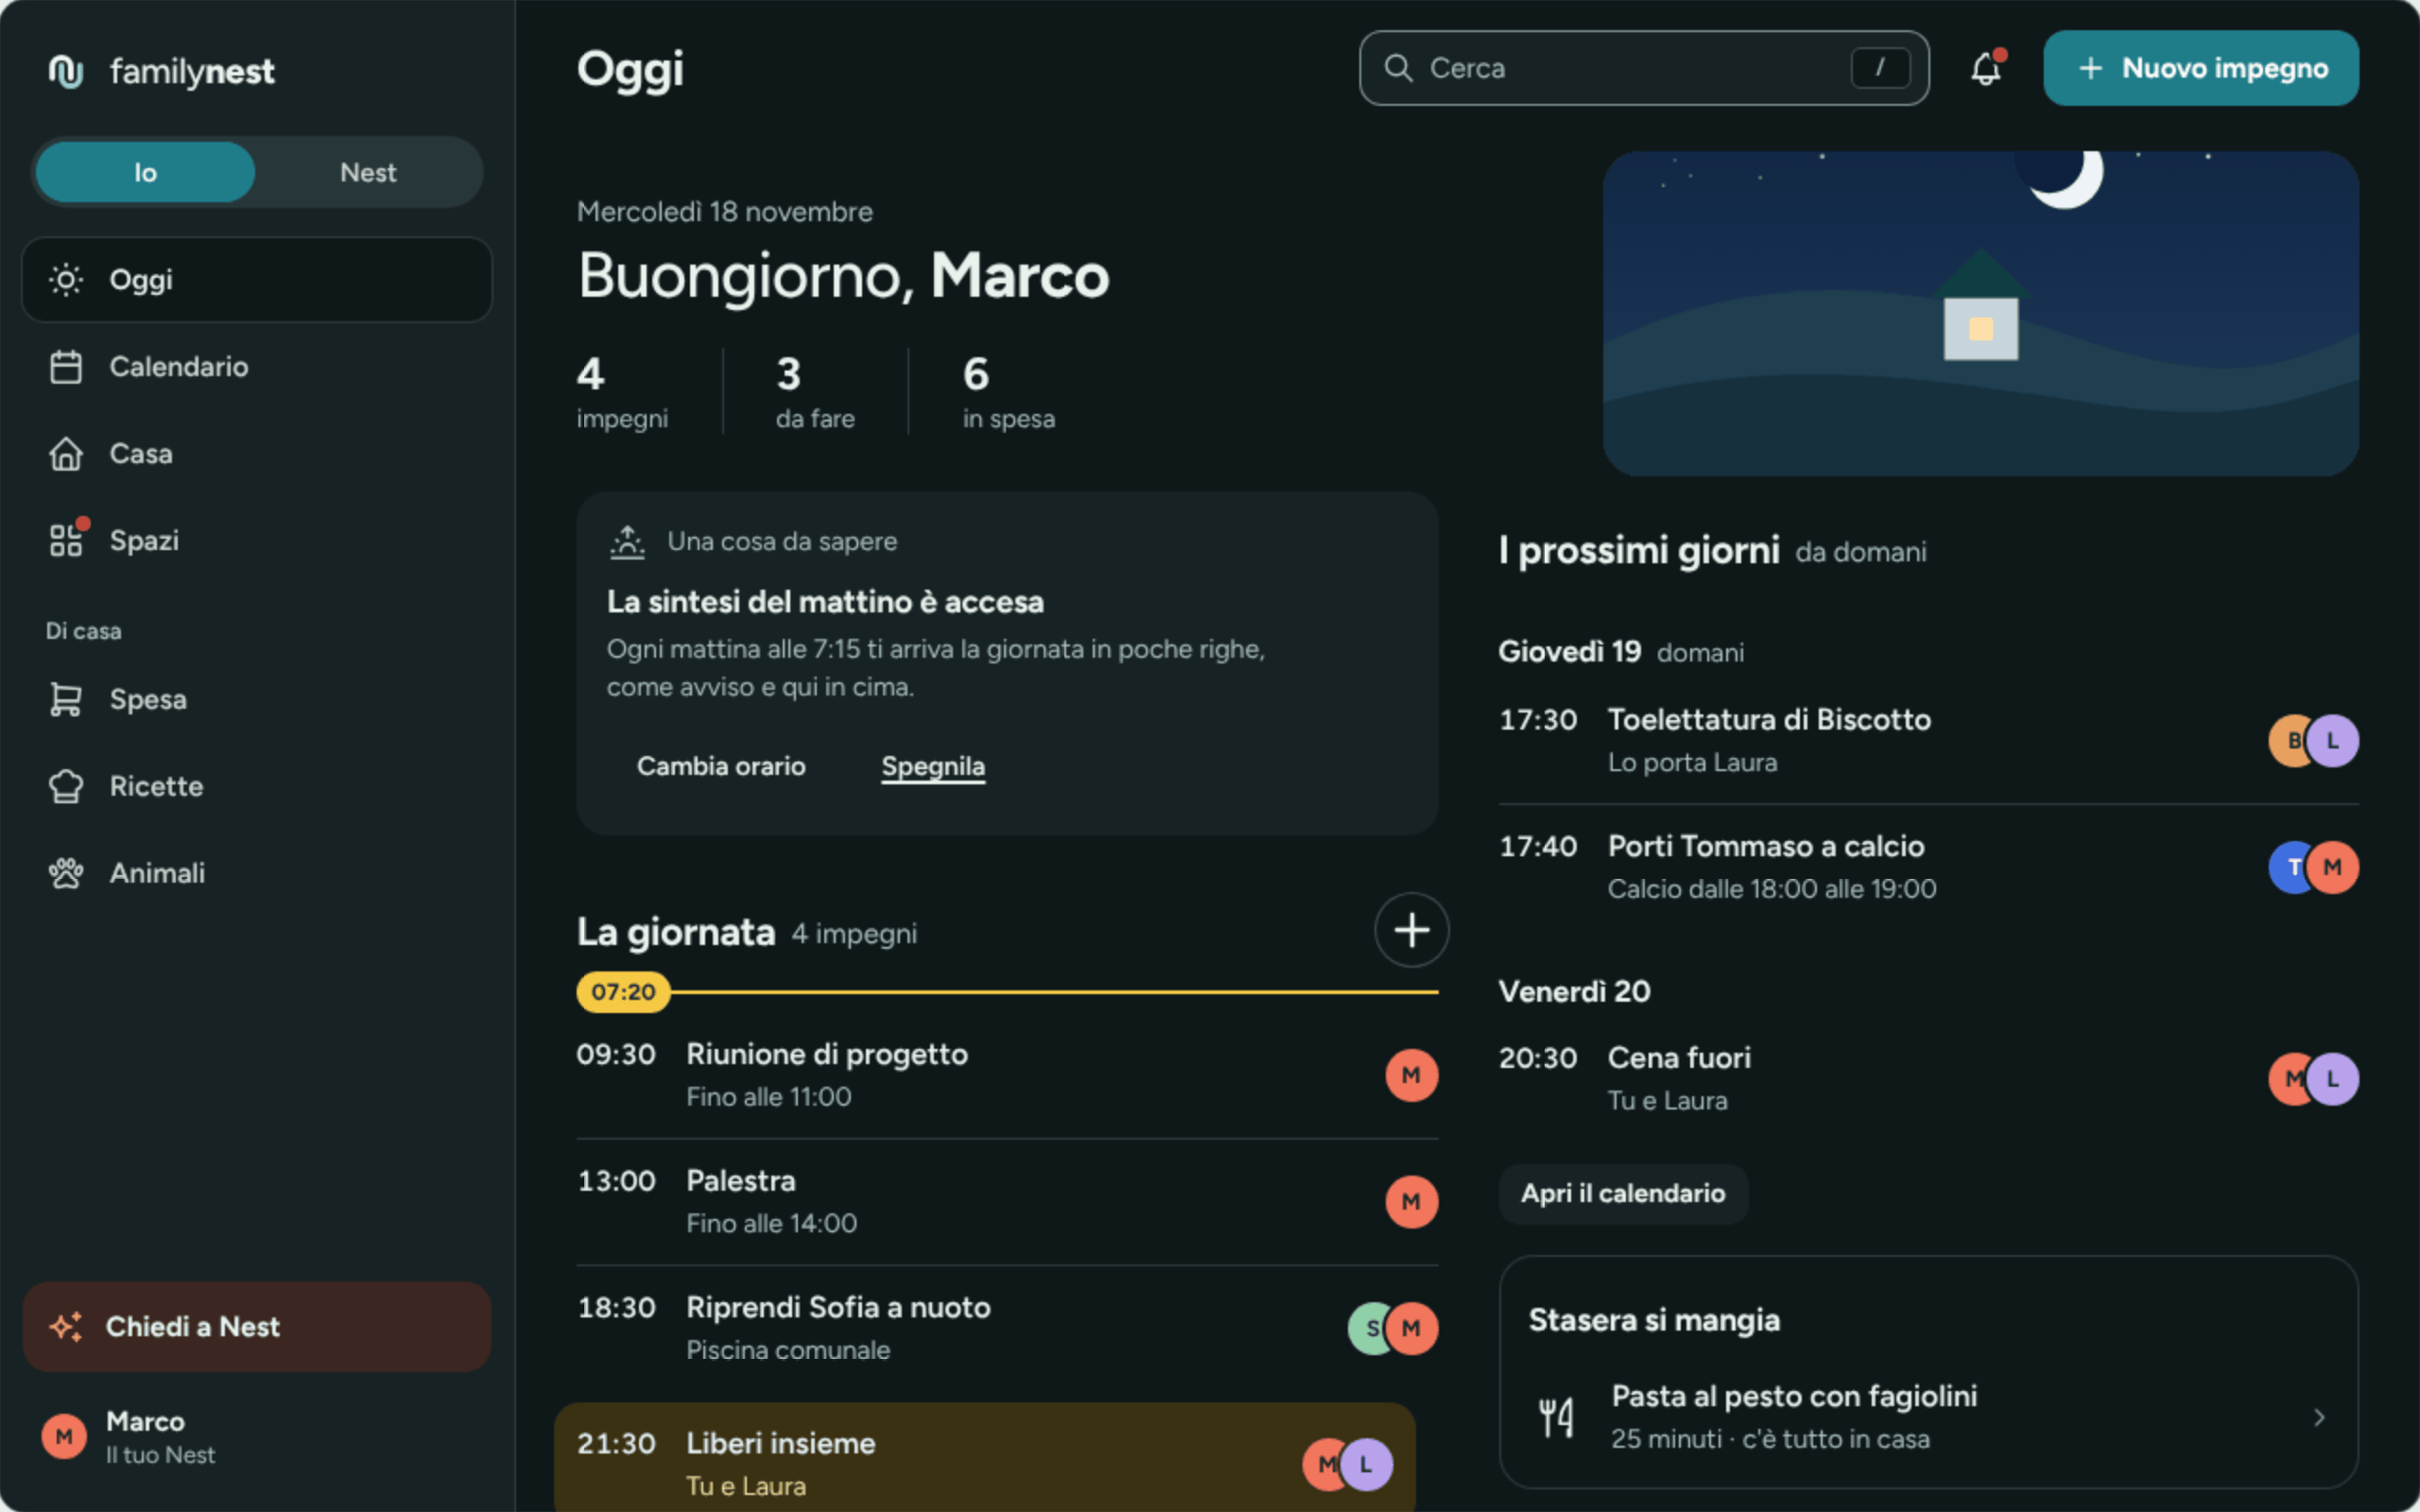 familynest
Io
Nest
Oggi
Calendario
Casa
Spazi
Di casa
Spesa
Ricette
Animali
Chiedi a Nest
M
Marco
Il tuo Nest
Oggi
Cerca
/
Nuovo impegno
Mercoledì 18 novembre
Buongiorno, Marco
4
impegni
3
da fare
6
in spesa
Una cosa da sapere
La sintesi del mattino è accesa
Ogni mattina alle 7:15 ti arriva la giornata in poche righe,
come avviso e qui in cima.
Cambia orario
Spegnila
La giornata 4 impegni
07:20
09:30 Riunione di progetto
Fino alle 11:00
M
13:00 Palestra
Fino alle 14:00
M
18:30 Riprendi Sofia a nuoto
Piscina comunale
S M
21:30 Liberi insieme
Tu e Laura
M L
I prossimi giorni da domani
Giovedì 19 domani
17:30 Toelettatura di Biscotto
Lo porta Laura
B L
17:40 Porti Tommaso a calcio
Calcio dalle 18:00 alle 19:00
T M
Venerdì 20
20:30 Cena fuori
Tu e Laura
M L
Apri il calendario
Stasera si mangia
Pasta al pesto con fagiolini
25 minuti · c'è tutto in casa